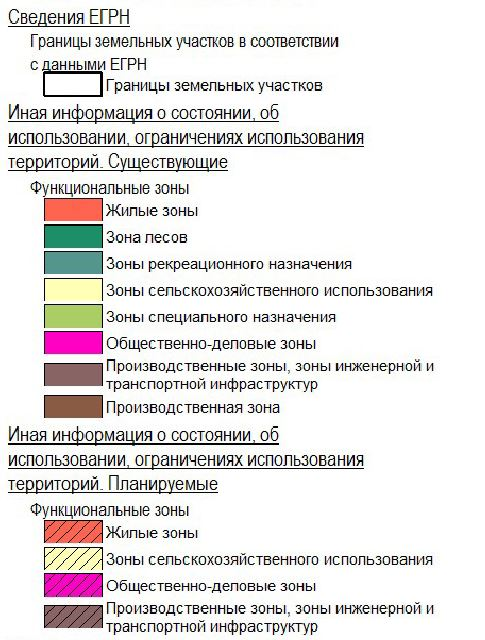 Сведения ЕГРН
Границы земельных участков в соответствии
с данными ЕГРН
Границы земельных участков
Иная информация о состоянии, об
использовании, ограничениях использования
территорий. Существующие
Функциональные зоны
Жилые зоны
Зона лесов
Зоны рекреационного назначения
Зоны сельскохозяйственного использования
Зоны специального назначения
Общественно-деловые зоны
Производственные зоны, зоны инженерной и
транспортной инфраструктур
Производственная зона
Иная информация о состоянии, об
использовании, ограничениях использования
территорий. Планируемые
Функциональные зоны
Жилые зоны
Зоны сельскохозяйственного использования
Общественно-деловые зоны
Производственные зоны, зоны инженерной и
транспортной инфраструктур